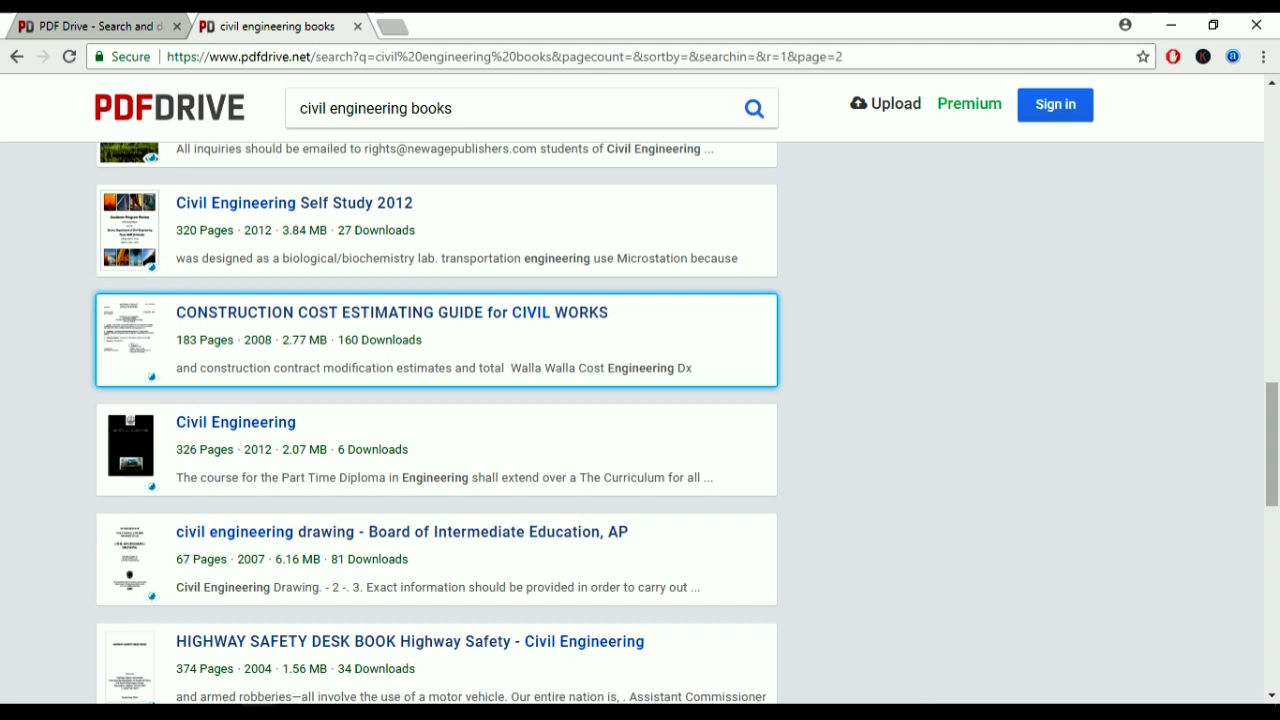 PD PDF Drive - Search and d
PD civil engineering books
Secure https://www.pdfdrive.net/search?q=civil%20engineering%20books&pagecount=&sortby=&searchin=&r=1&page=2
PDFDRIVE
civil engineering books
Upload Premium Sign in
All inquiries should be emailed to rights@newagepublishers.com students of Civil Engineering ...
Civil Engineering Self Study 2012
320 Pages · 2012 · 3.84 MB · 27 Downloads
was designed as a biological/biochemistry lab. transportation engineering use Microstation because
CONSTRUCTION COST ESTIMATING GUIDE for CIVIL WORKS
183 Pages · 2008 · 2.77 MB · 160 Downloads
and construction contract modification estimates and total Walla Walla Cost Engineering Dx
Civil Engineering
326 Pages · 2012 · 2.07 MB · 6 Downloads
The course for the Part Time Diploma in Engineering shall extend over a The Curriculum for all ...
civil engineering drawing - Board of Intermediate Education, AP
67 Pages · 2007 · 6.16 MB · 81 Downloads
Civil Engineering Drawing. - 2 -. 3. Exact information should be provided in order to carry out ...
HIGHWAY SAFETY DESK BOOK Highway Safety - Civil Engineering
374 Pages · 2004 · 1.56 MB · 34 Downloads
and armed robberies—all involve the use of a motor vehicle. Our entire nation is, . Assistant Commissioner